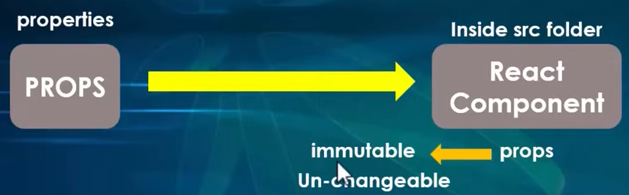 properties
Inside src folder
PROPS
React
Component
immutable
props
Un-changeable